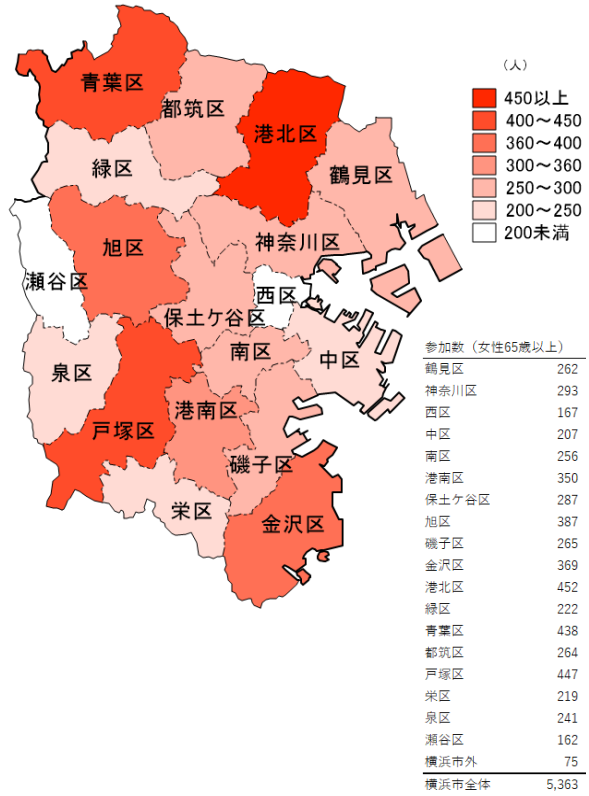 青葉区
都筑区
港北区
緑区
鶴見区
旭区
神奈川区
瀬谷区
西区
保土ケ谷区
泉区
南区
中区
戸塚区
港南区
磯子区
栄区
金沢区
（人）
450以上
400～450
360～400
300～360
250～300
200～250
200未満
参加数（女性65歳以上）
鶴見区 262
神奈川区 293
西区 167
中区 207
南区 256
港南区 350
保土ケ谷区 287
旭区 387
磯子区 265
金沢区 369
港北区 452
緑区 222
青葉区 438
都筑区 264
戸塚区 447
栄区 219
泉区 241
瀬谷区 162
横浜市外 75
横浜市全体 5,363